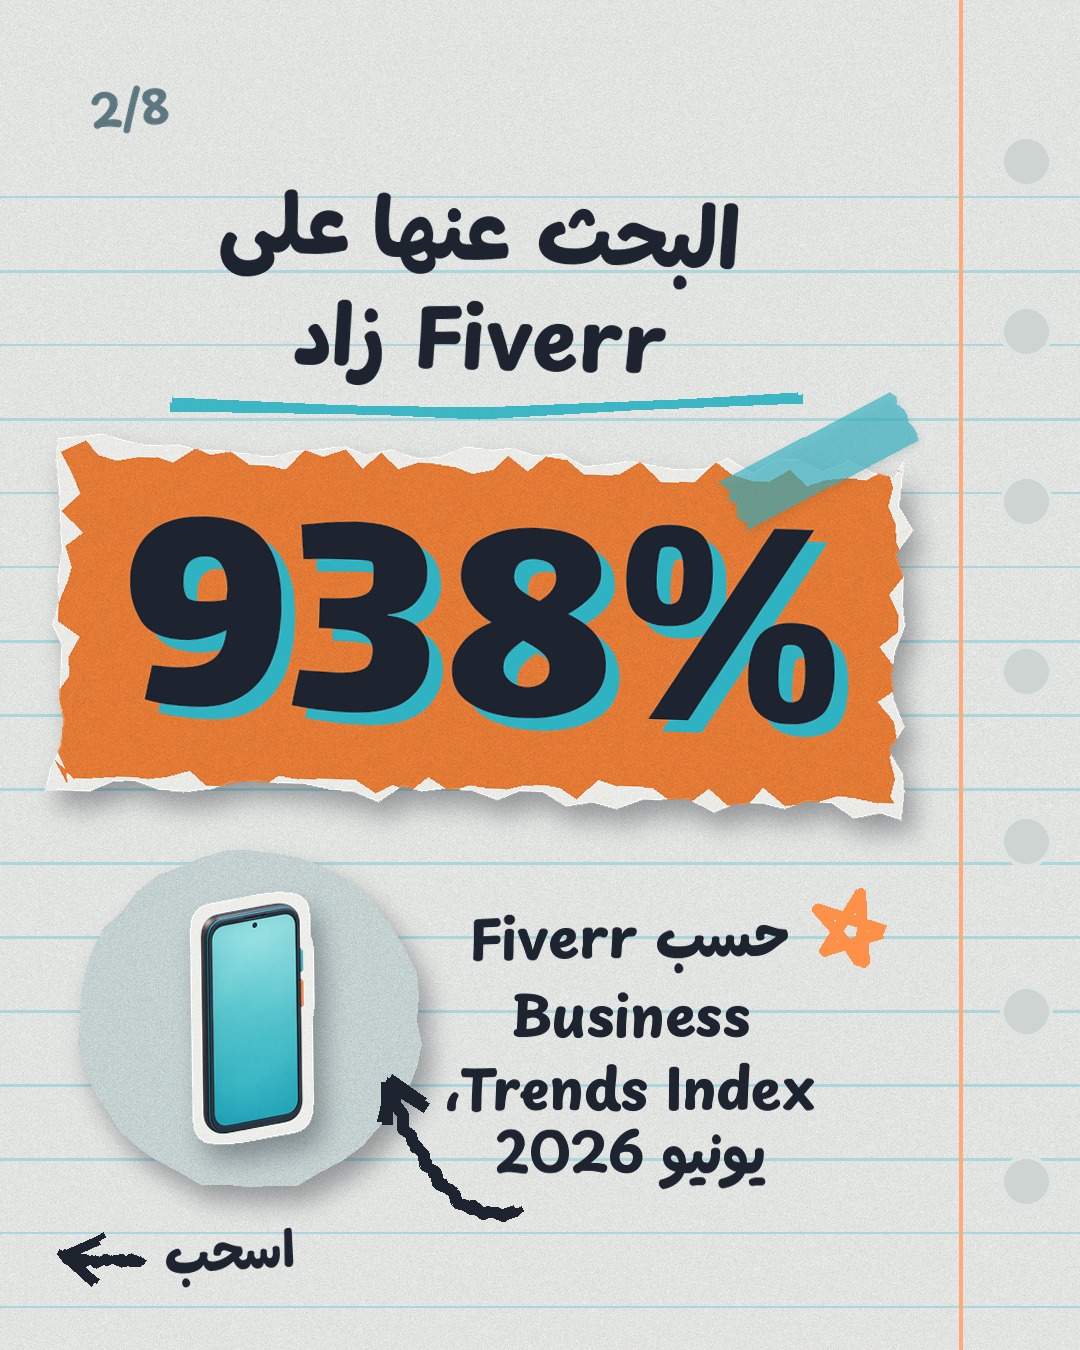 2/8
البحث عنها على
Fiverr زاد
938%
حسب Fiverr
Business
Trends Index،
يونيو 2026
اسحب